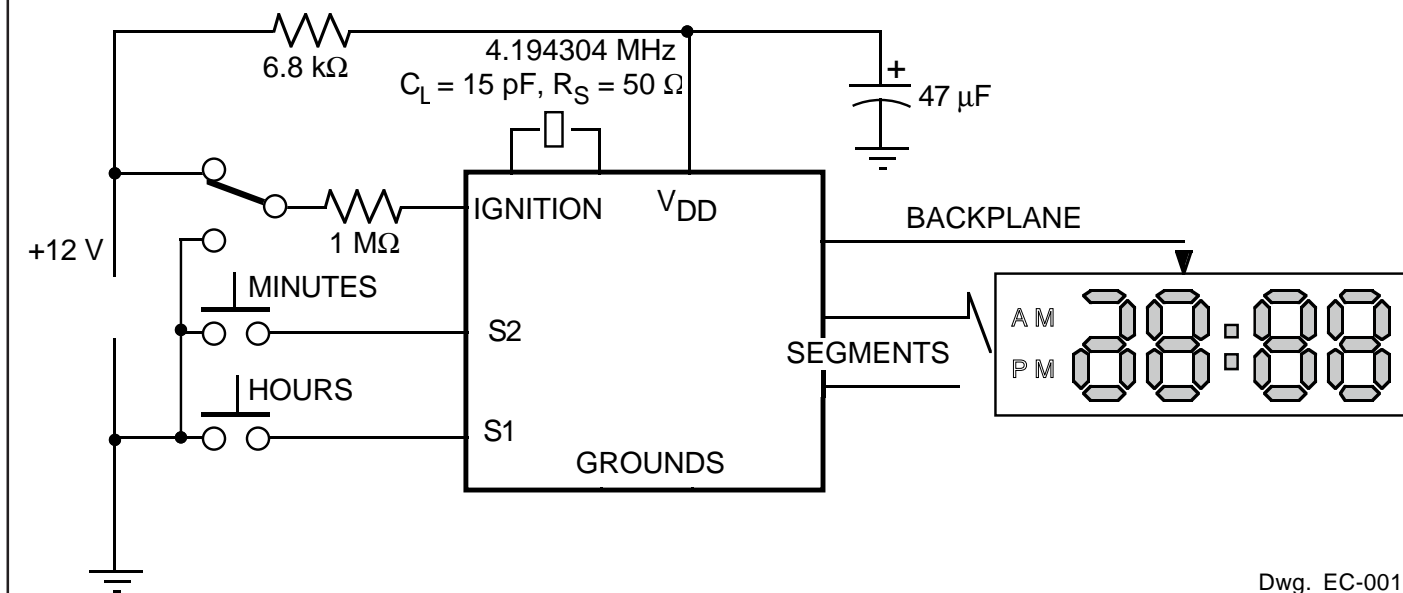 6.8 kΩ
4.194304 MHz
C_L = 15 pF, R_S = 50 Ω
+
47 μF
IGNITION
V_DD
1 MΩ
BACKPLANE
+12 V
MINUTES
S2
AM
PM
SEGMENTS
HOURS
S1
GROUNDS
Dwg. EC-001